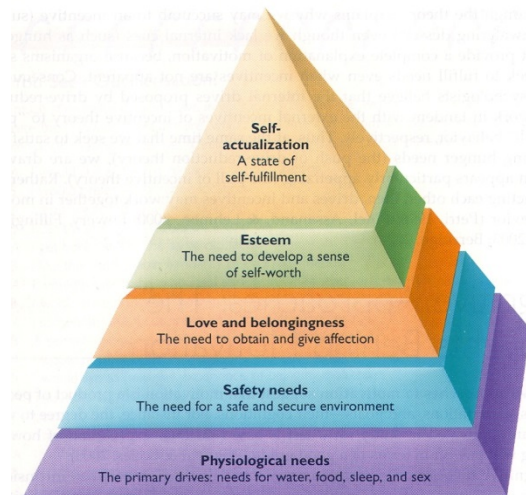 Self-
actualization
A state of
self-fulfillment
Esteem
The need to develop a sense
of self-worth
Love and belongingness
The need to obtain and give affection
Safety needs
The need for a safe and secure environment
Physiological needs
The primary drives: needs for water, food, sleep, and sex